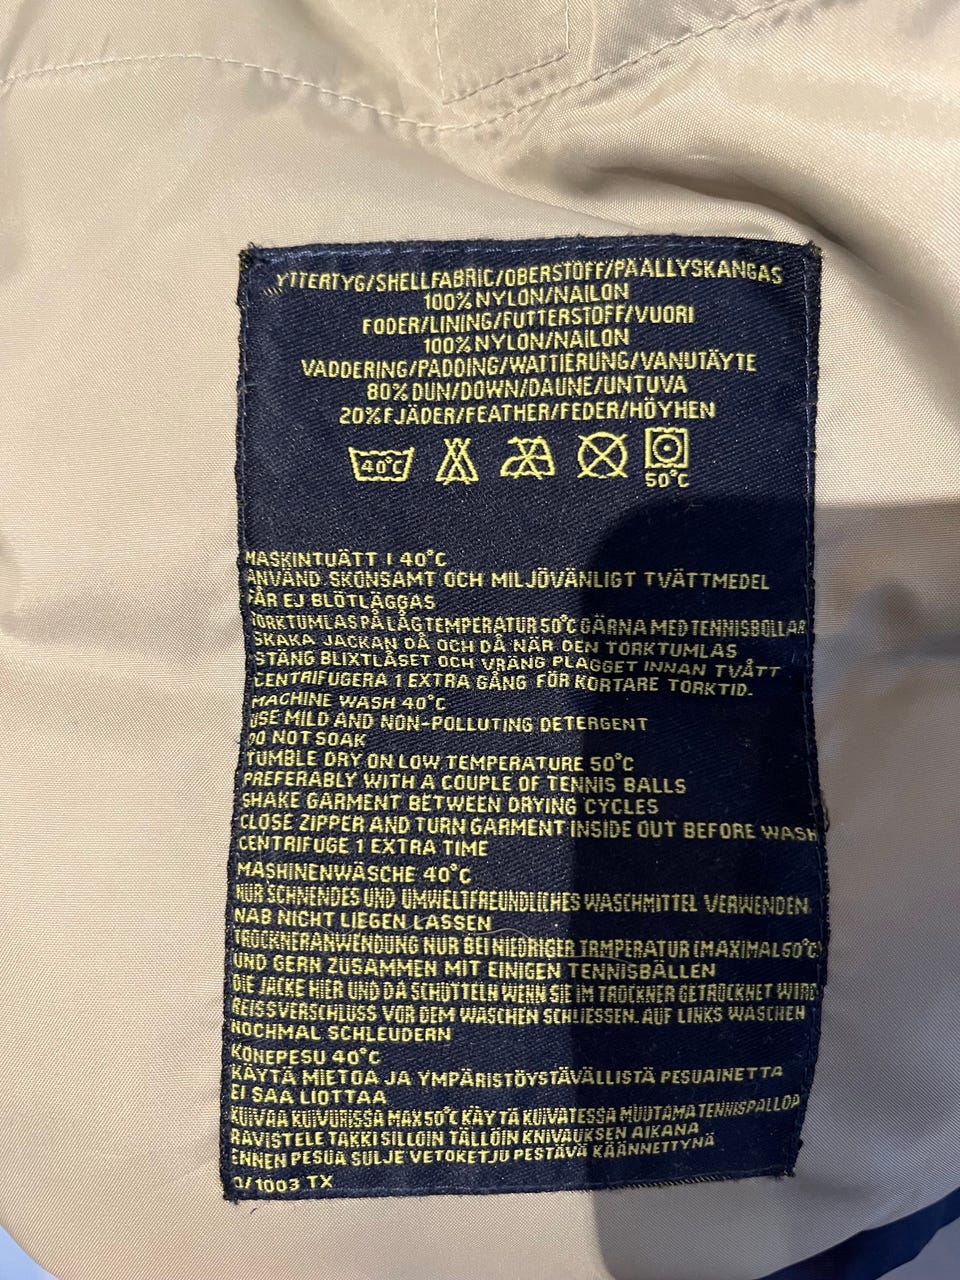 YTTERTYG/SHELLFABRIC/OBERSTOFF/PÄÄLLYSKANGAS
100% NYLON/NAILON
FODER/LINING/FUTTERSTOFF/VUORI
100% NYLON/NAILON
VADDERING/PADDING/WATTIERUNG/VANUTÄYTE
80% DUN/DOWN/DAUNE/UNTUVA
20% FJÄDER/FEATHER/FEDER/HÖYHEN
40°C
50°C
MASKINTUÄTT I 40°C
ANVÄND SKONSAMT OCH MILJÖVÄNLIGT TVÄTTMEDEL
FÅR EJ BLÖTLÄGGAS
TORKTUMLAS PÅ LÅG TEMPERATUR 50°C GÄRNA MED TENNISBOLLAR
SKAKA JACKAN DÅ OCH DÅ NÄR DEN TORKTUMLAS
STÄNG BLIXTLÅSET OCH VRÄNG PLAGGET INNAN TVÄTT
CENTRIFUGERA 1 EXTRA GÅNG FÖR KORTARE TORKTID.
MACHINE WASH 40°C
USE MILD AND NON-POLLUTING DETERGENT
DO NOT SOAK
TUMBLE DRY ON LOW TEMPERATURE 50°C
PREFERABLY WITH A COUPLE OF TENNIS BALLS
SHAKE GARMENT BETWEEN DRYING CYCLES
CLOSE ZIPPER AND TURN GARMENT INSIDE OUT BEFORE WASH
CENTRIFUGE 1 EXTRA TIME
MASHINENWÄSCHE 40°C
NUR SCHNENDES UND UMWELTFREUNDLICHES WASCHMITTEL VERWENDEN.
NAB NICHT LIEGEN LASSEN
TROCKNERANWENDUNG NUR BEI NIEDRIGER TRMPERATUR (MAXIMAL 50°C)
UND GERN ZUSAMMEN MIT EINIGEN TENNISBÄLLEN
DIE JACKE HIER UND DA SCHÜTTELN WENN SIE IM TROCKNER GETROCKNET WIRD
REISSVERSCHLUSS VOR DEM WASCHEN SCHLIESSEN. AUF LINKS WASCHEN
NOCHMAL SCHLEUDERN
KONEPESU 40°C
KÄYTÄ MIETOA JA YMPÄRISTÖYSTÄVÄLLISTÄ PESUAINETTA
EI SAA LIOTTAA
KUIVAA KUIVURISSA MAX 50°C KÄYTÄ KUIVATESSA MUUTAMA TENNISPALLOA
RAVISTELE TAKKI SILLOIN TÄLLÖIN KNIVAUKSEN AIKANA
ENNEN PESUA SULJE VETOKETJU PESTÄVÄ KÄÄNNETTYNÄ
0/1003 TX